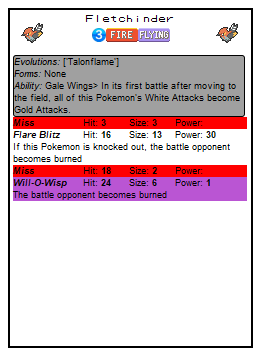 Fletchinder
3 FIRE FLYING
Evolutions: ['Talonflame']
Forms: None
Ability: Gale Wings> In its first battle after moving to
the field, all of this Pokemon's White Attacks become
Gold Attacks.
Miss Hit: 3 Size: 3 Power:
Flare Blitz Hit: 16 Size: 13 Power: 30
If this Pokemon is knocked out, the battle opponent
becomes burned
Miss Hit: 18 Size: 2 Power:
Will-O-Wisp Hit: 24 Size: 6 Power: 1
The battle opponent becomes burned